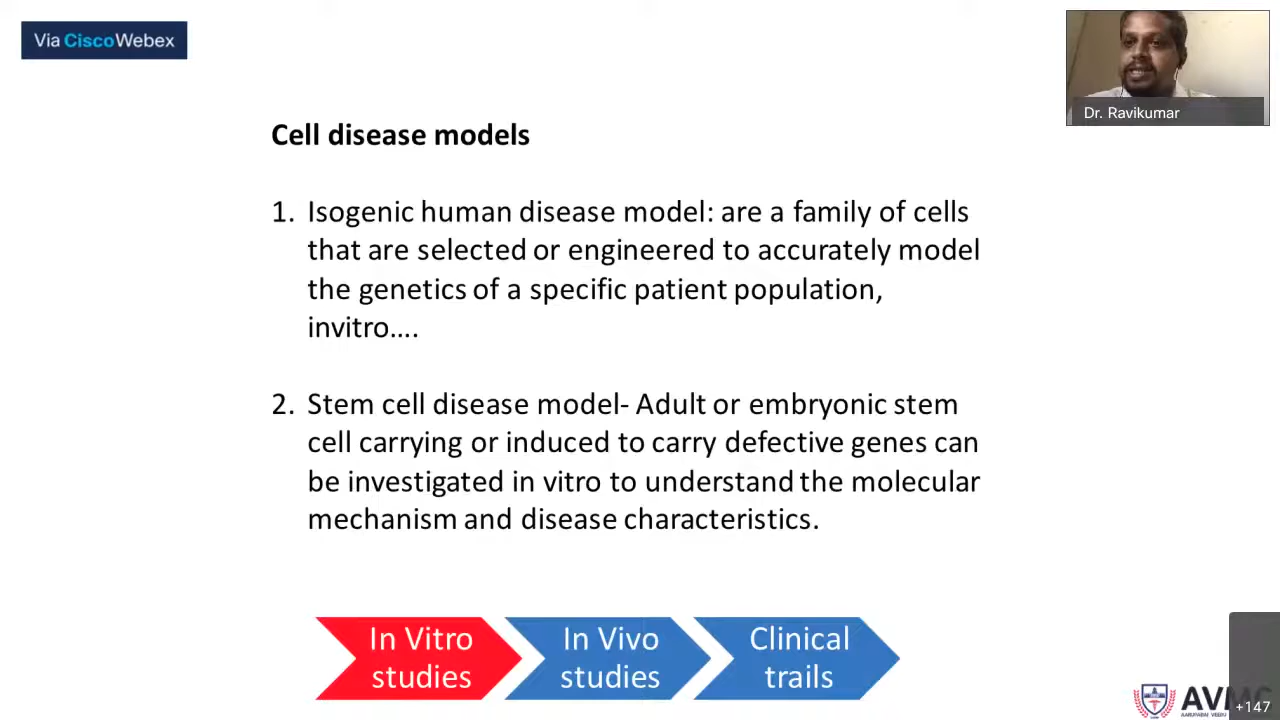 Via CiscoWebex
Dr. Ravikumar
Cell disease models
1. Isogenic human disease model: are a family of cells
that are selected or engineered to accurately model
the genetics of a specific patient population,
invitro....
2. Stem cell disease model- Adult or embryonic stem
cell carrying or induced to carry defective genes can
be investigated in vitro to understand the molecular
mechanism and disease characteristics.
In Vitro
studies
In Vivo
studies
Clinical
trails
+147